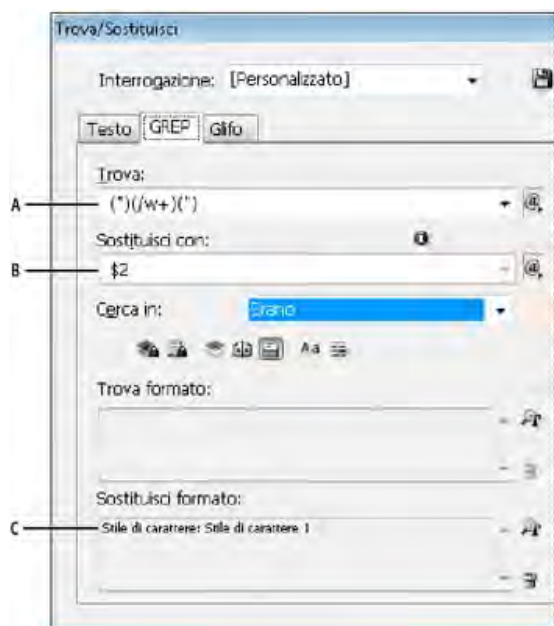 Trova/Sostituisci
Interrogazione: [Personalizzato]
Testo GREP Glifo
Trova:
A (")(/w+)(")
Sostituisci con:
B $2
Cerca in: Brano
Trova formato:
Sostituisci formato:
C Stile di carattere: Stile di carattere 1